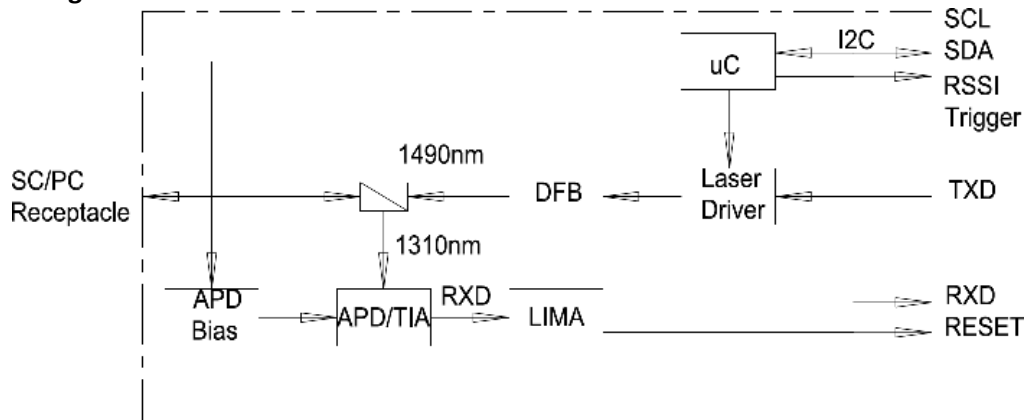 SCL
I2C
SDA
uC
RSSI
Trigger
1490nm
SC/PC
Receptacle
DFB
Laser
Driver
TXD
1310nm
APD
Bias
APD/TIA
RXD
LIMA
RXD
RESET